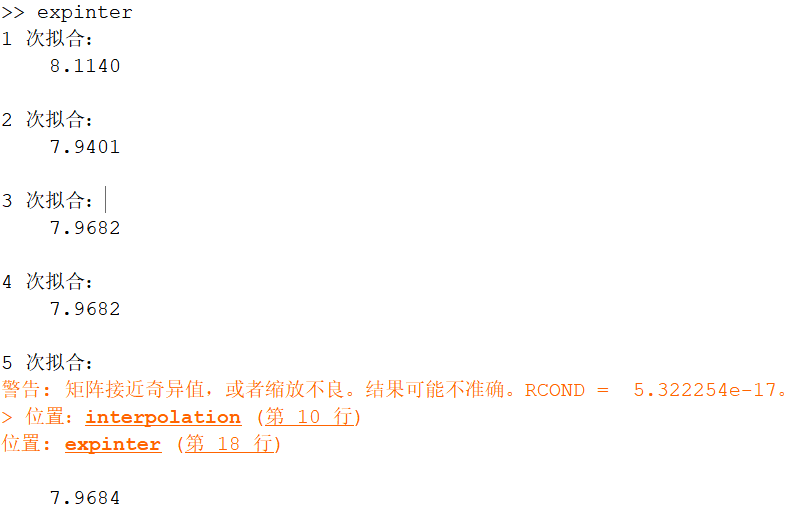 >> expinter
1 次拟合:
8.1140
2 次拟合:
7.9401
3 次拟合:
7.9682
4 次拟合:
7.9682
5 次拟合:
警告: 矩阵接近奇异值，或者缩放不良。结果可能不准确。RCOND =  5.322254e-17。
> 位置: interpolation (第 10 行)
位置: expinter (第 18 行)
7.9684